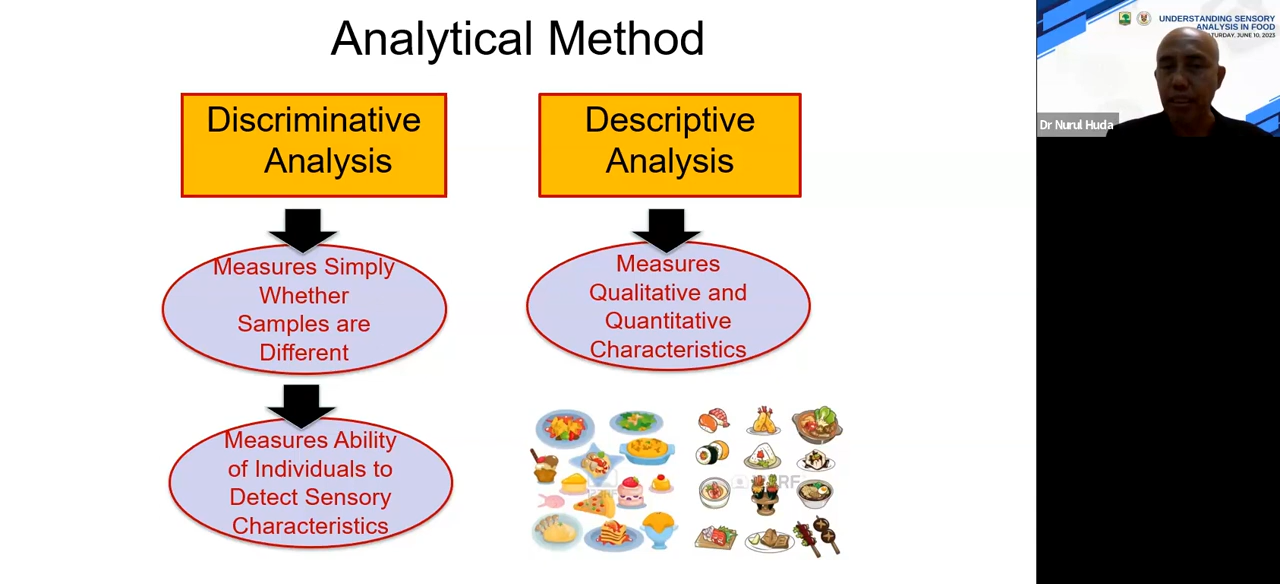 Analytical Method
Discriminative
Analysis
Measures Simply
Whether
Samples are
Different
Measures Ability
of Individuals to
Detect Sensory
Characteristics
Descriptive
Analysis
Measures
Qualitative and
Quantitative
Characteristics
UNDERSTANDING SENSORY
ANALYSIS IN FOOD
JUNE 10, 2023
Dr Nurul Huda